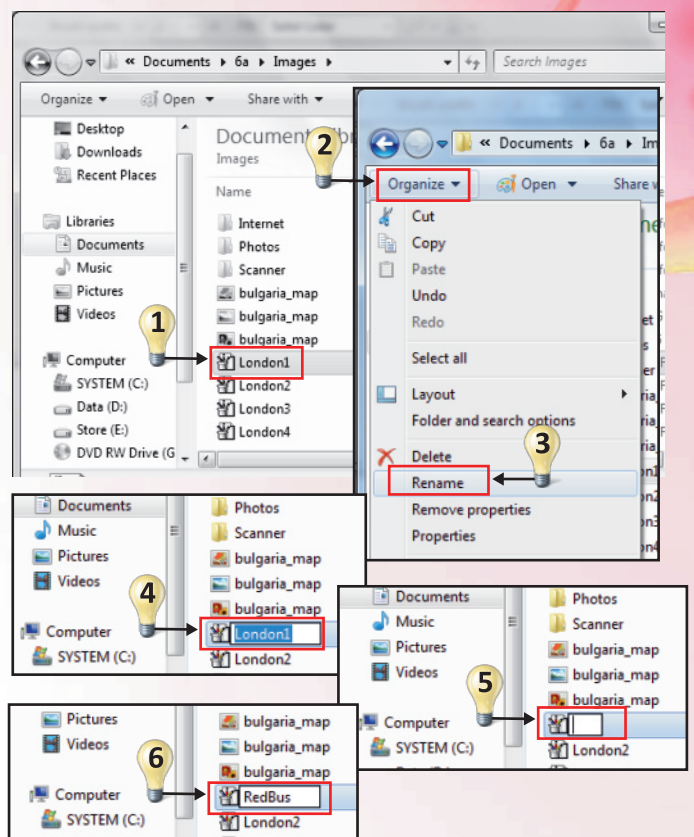 « Documents ▸ 6a ▸ Images ▸
Search Images
Organize ▾
Open ▾
Share with ▾
Desktop
Downloads
Recent Places
Libraries
Documents
Music
Pictures
Videos
Computer
SYSTEM (C:)
Data (D:)
Store (E:)
DVD RW Drive (G
Images
Name
Internet
Photos
Scanner
bulgaria_map
bulgaria_map
bulgaria_map
London1
London2
London3
London4
1
2
« Documents ▸ 6a ▸ Im
Organize ▾
Open ▾
Share
Cut
Copy
Paste
Undo
Redo
Select all
Layout
Folder and search options
Delete
Rename
Remove properties
Properties
3
Documents
Music
Pictures
Videos
Computer
SYSTEM (C:)
Photos
Scanner
bulgaria_map
bulgaria_map
bulgaria_map
London1
London2
4
Documents
Music
Pictures
Videos
Computer
SYSTEM (C:)
Photos
Scanner
bulgaria_map
bulgaria_map
bulgaria_map
London2
5
Pictures
Videos
Computer
SYSTEM (C:)
bulgaria_map
bulgaria_map
bulgaria_map
RedBus
London2
6